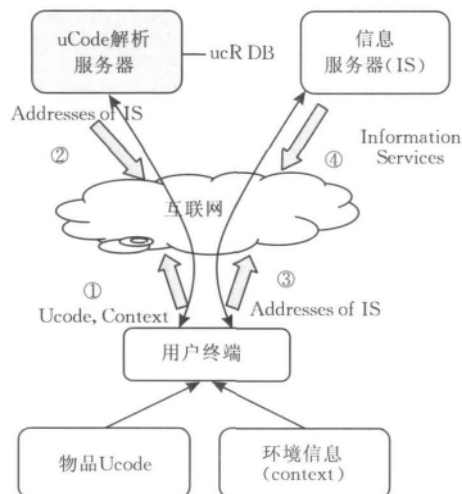 uCode解析
服务器
ucR DB
信息
服务器(IS)
Addresses of IS
②
Information
Services
④
互联网
①
Ucode, Context
③
Addresses of IS
用户终端
物品Ucode
环境信息
(context)